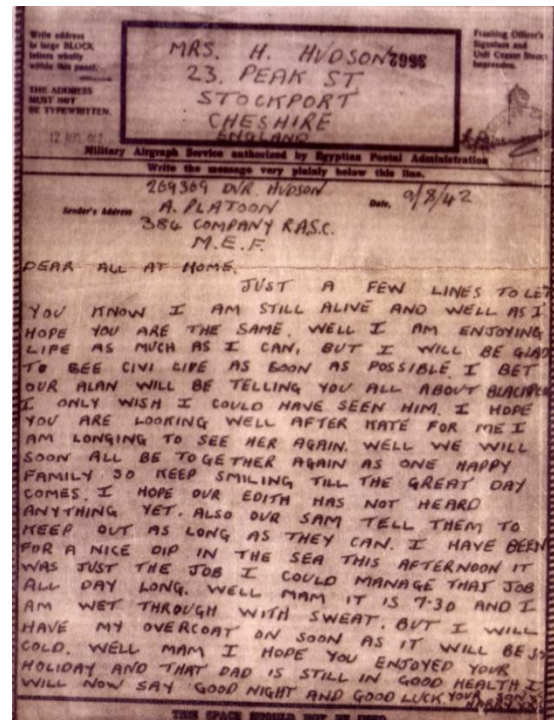 Write address
in large BLOCK
letters wholly
within this panel.
THE ADDRESS
MUST NOT
BE TYPEWRITTEN.
MRS. H. HUDSON
23. PEAK ST
STOCKPORT
CHESHIRE
ENGLAND
Franking Officer's
Signature and
Unit Censor Stamp
Impression.
Military Airgraph Service authorized by Egyptian Postal Administration
Write the message very plainly below this line.
Sender's Address
269369 DVR. HUDSON
A. PLATOON
384 COMPANY R.A.S.C.
M.E.F.
Date, 9/8/42
DEAR ALL AT HOME.
JUST A FEW LINES TO LET
YOU KNOW I AM STILL ALIVE AND WELL AS I
HOPE YOU ARE THE SAME. WELL I AM ENJOYING
LIFE AS MUCH AS I CAN, BUT I WILL BE GLAD
TO SEE CIVI LIFE AS SOON AS POSSIBLE. I BET
OUR ALAN WILL BE TELLING YOU ALL ABOUT
I ONLY WISH I COULD HAVE SEEN HIM. I HOPE
YOU ARE LOOKING WELL AFTER KATE FOR ME I
AM LONGING TO SEE HER AGAIN. WELL WE WILL
SOON ALL BE TOGETHER AGAIN AS ONE HAPPY
FAMILY SO KEEP SMILING TILL THE GREAT DAY
COMES. I HOPE OUR EDITH HAS NOT HEARD
ANYTHING YET. ALSO OUR SAM TELL THEM TO
KEEP OUT AS LONG AS THEY CAN. I HAVE BEEN
FOR A NICE DIP IN THE SEA THIS AFTERNOON IT
WAS JUST THE JOB I COULD MANAGE THAT JOB
ALL DAY LONG. WELL MAM IT IS 7.30 AND I
AM WET THROUGH WITH SWEAT. BUT I WILL
HAVE MY OVERCOAT ON SOON AS IT WILL BE SO
COLD. WELL MAM I HOPE YOU ENJOYED YOUR
HOLIDAY AND THAT DAD IS STILL IN GOOD HEALTH I
WILL NOW SAY GOOD NIGHT AND GOOD LUCK YOUR SON
HARRY